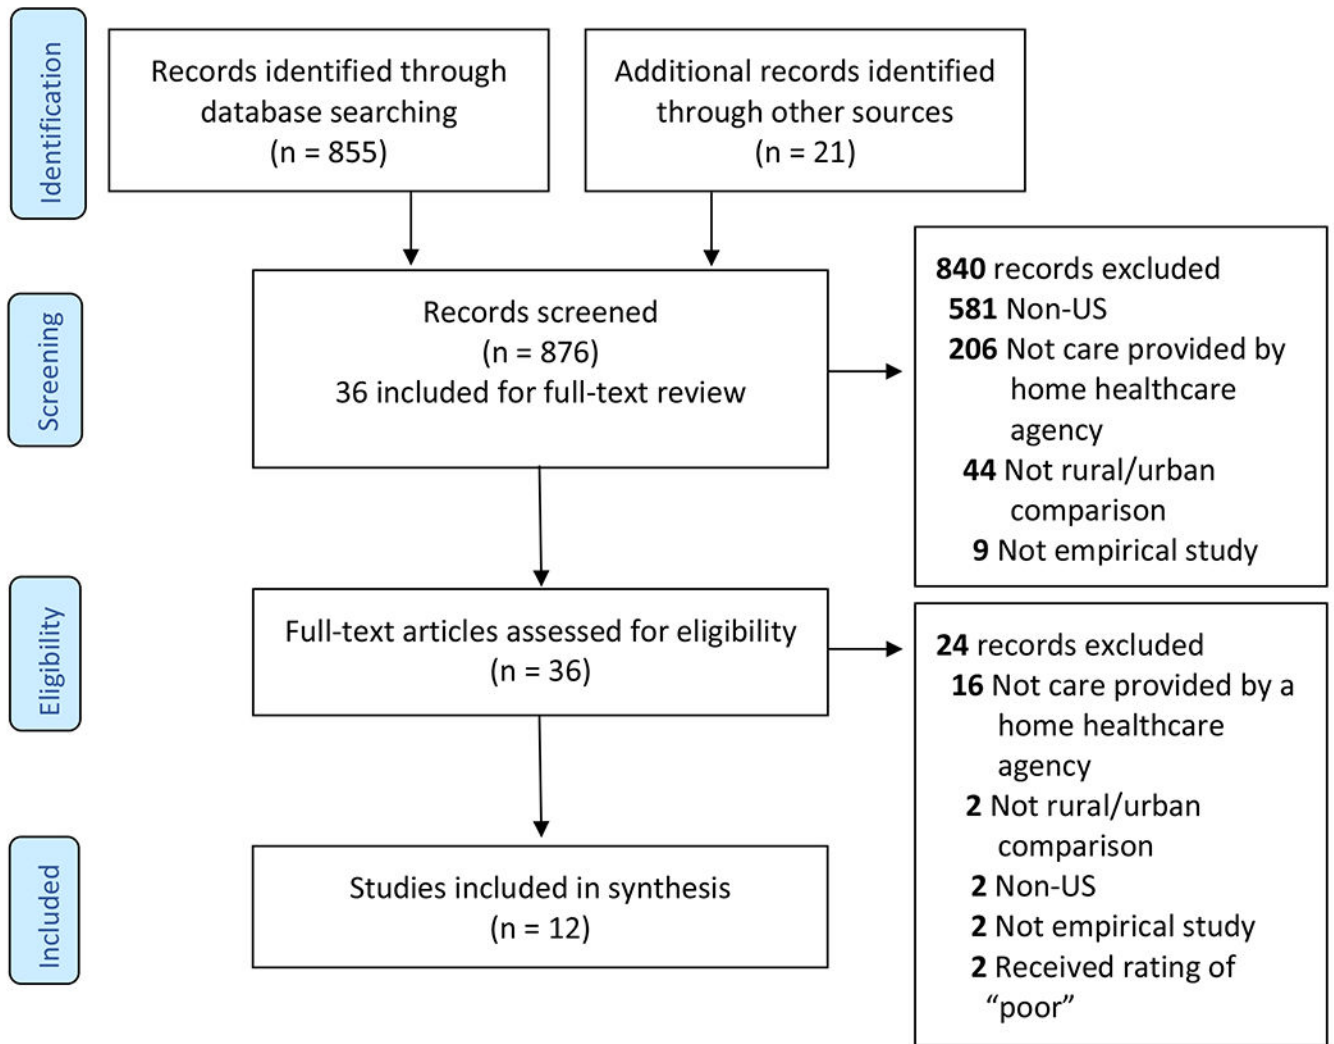 Identification
Records identified through
database searching
(n = 855)
Additional records identified
through other sources
(n = 21)
Screening
Records screened
(n = 876)
36 included for full-text review
840 records excluded
581 Non-US
206 Not care provided by
home healthcare
agency
44 Not rural/urban
comparison
9 Not empirical study
Eligibility
Full-text articles assessed for eligibility
(n = 36)
24 records excluded
16 Not care provided by a
home healthcare
agency
2 Not rural/urban
comparison
2 Non-US
2 Not empirical study
2 Received rating of
“poor”
Included
Studies included in synthesis
(n = 12)